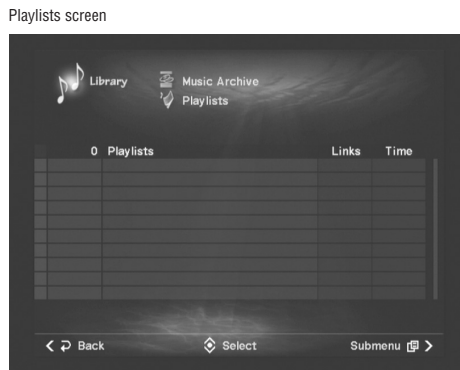 Playlists screen
Library
Music Archive
Playlists
0 Playlists Links Time
Back Select Submenu